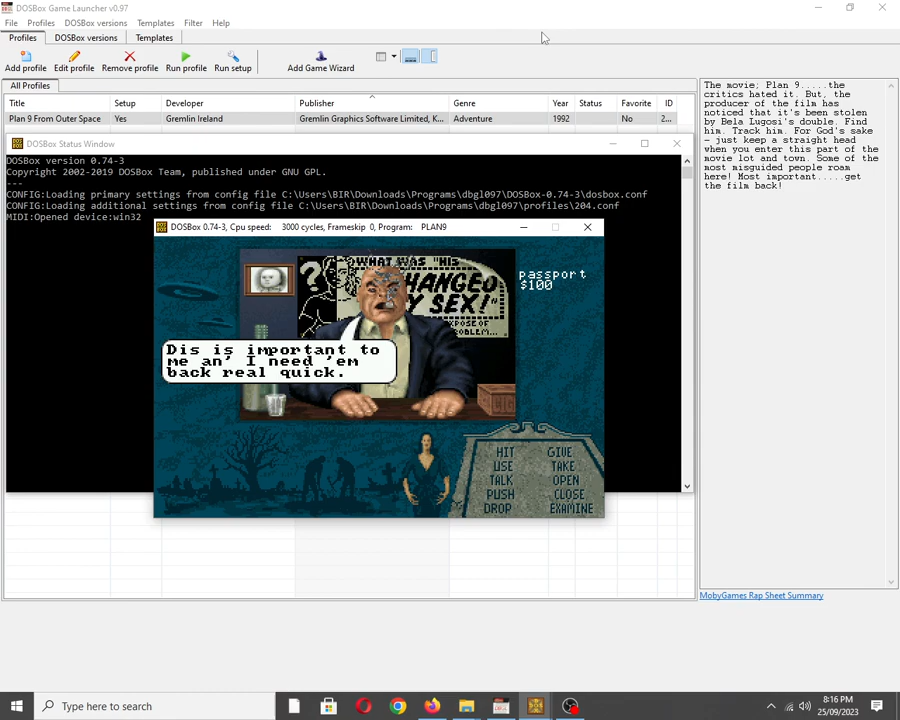 DOSBox Game Launcher v0.97
File Profiles DOSBox versions Templates Filter Help
Profiles DOSBox versions Templates
Add profile Edit profile Remove profile Run profile Run setup Add Game Wizard
All Profiles
Title Setup Developer Publisher Genre Year Status Favorite ID
Plan 9 From Outer Space Yes Gremlin Ireland Gremlin Graphics Software Limited, K... Adventure 1992 No 2...
DOSBox Status Window
DOSBox version 0.74-3
Copyright 2002-2019 DOSBox Team, published under GNU GPL.
---
CONFIG:Loading primary settings from config file C:\Users\BIR\Downloads\Programs\dbgl097\DOSBox-0.74-3\dosbox.conf
CONFIG:Loading additional settings from config file C:\Users\BIR\Downloads\Programs\dbgl097\profiles\204.conf
MIDI:Opened device:win32
DOSBox 0.74-3, Cpu speed: 3000 cycles, Frameskip 0, Program: PLAN9
WHAT WAS "HIS
HANGED
Y SEX!"
XPOSE OF
PROBLEM...
passport
$100
Dis is important to
me an' I need 'em
back real quick.
HIT GIVE
USE TAKE
TALK OPEN
PUSH CLOSE
DROP EXAMINE
The movie; Plan 9.....the
critics hated it. But, the
producer of the film has
noticed that it's been stolen
by Bela Lugosi's double. Find
him. Track him. For God's sake
– just keep a straight head
when you enter this part of the
movie lot and town. Some of the
most misguided people roam
here! Most important.....get
the film back!
MobyGames Rap Sheet Summary
Type here to search
8:16 PM
25/09/2023